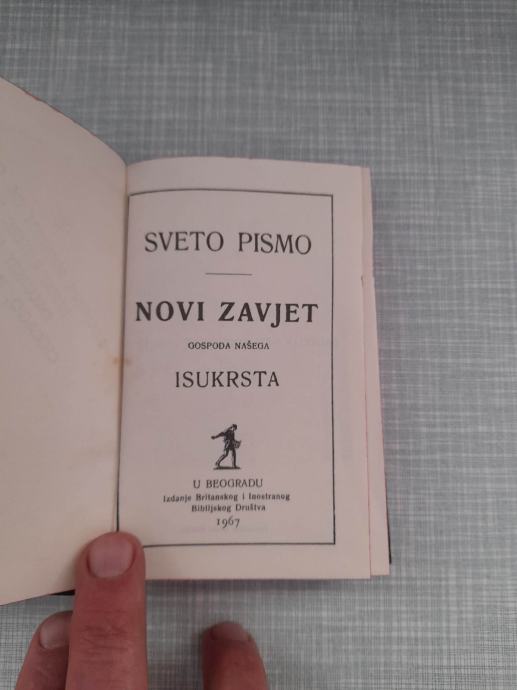 SVETO PISMO
NOVI ZAVJET
GOSPODA NAŠEGA
ISUKRSTA
U BEOGRADU
Izdanje Britanskog i Inostranog
Biblijskog Društva
1967